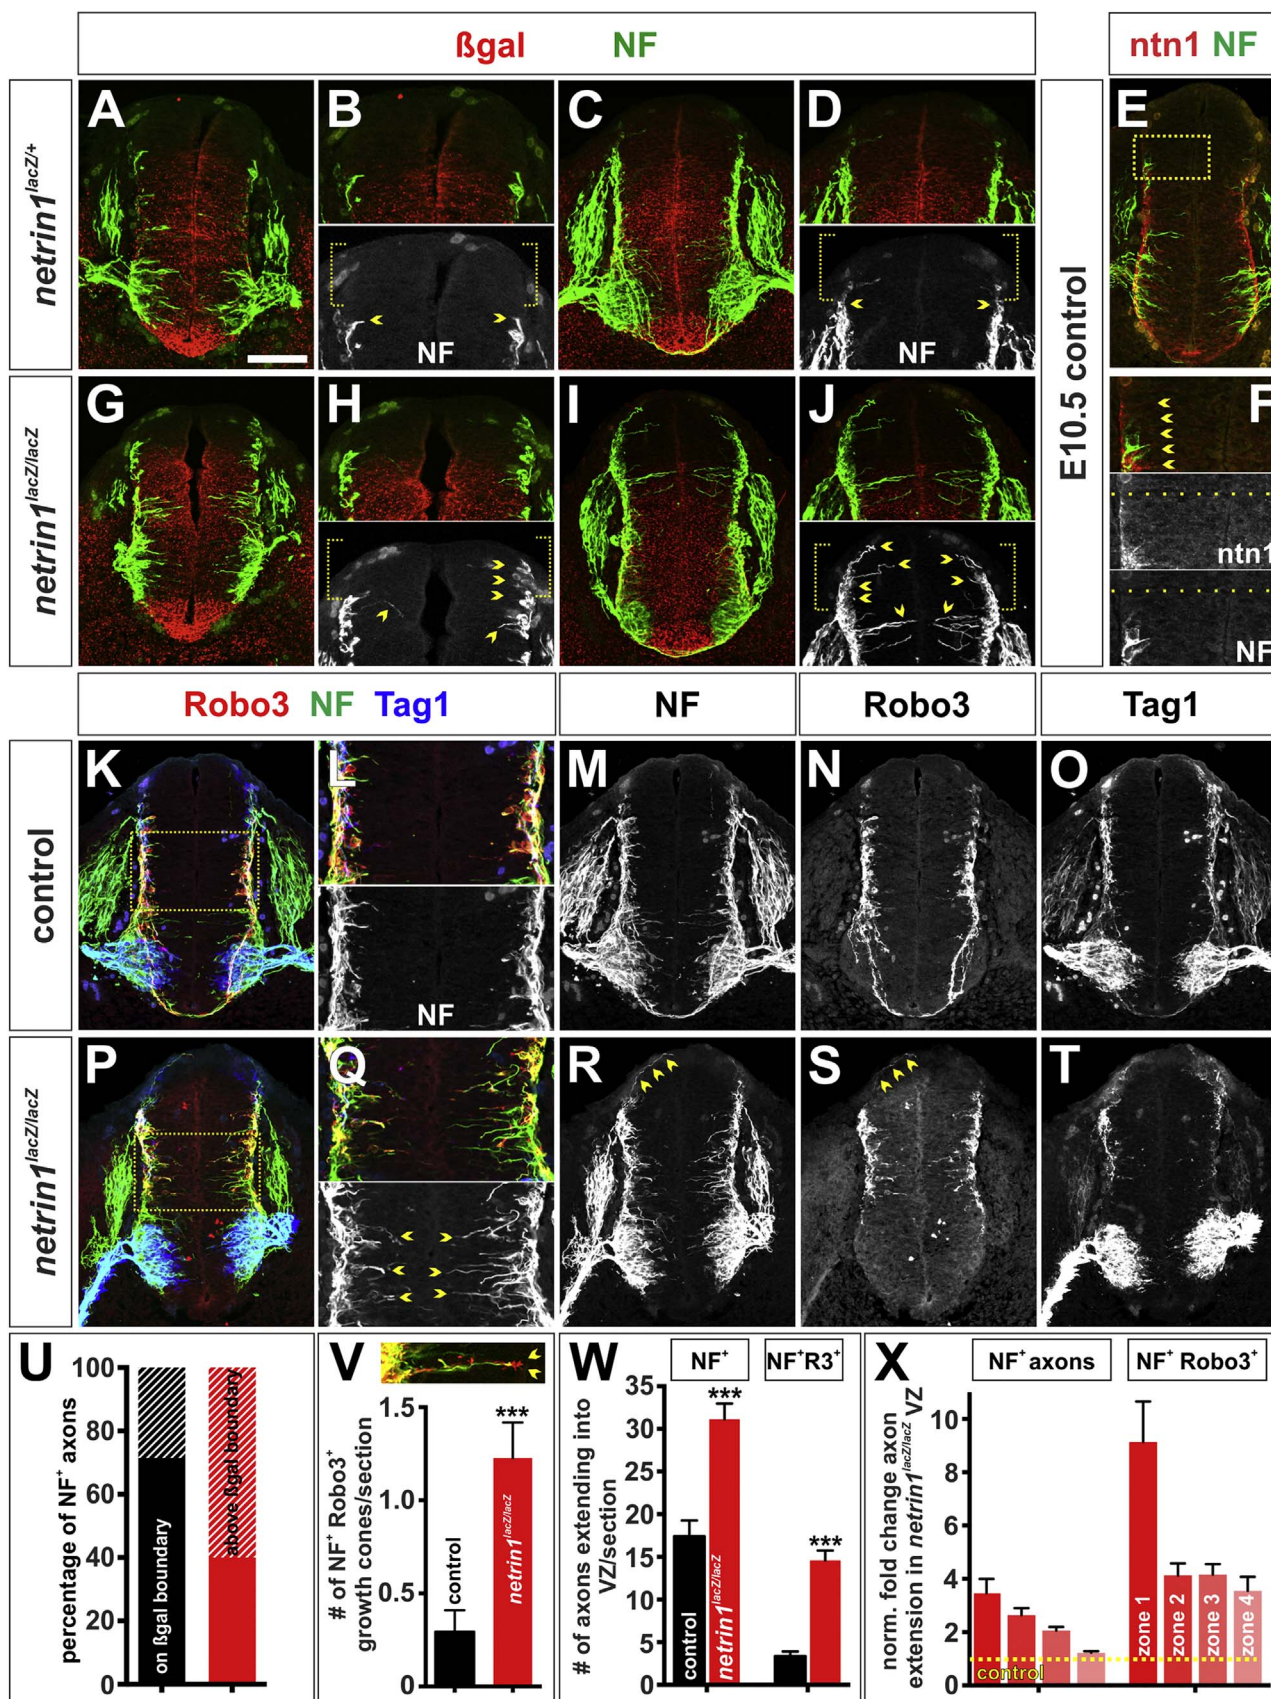 ßgal NF
ntn1 NF
netrin1lacZ/+
A
B
NF
C
D
NF
E10.5 control
E
netrin1lacZ/lacZ
G
H
I
J
F
ntn1
NF
Robo3 NF Tag1
NF
Robo3
Tag1
control
K
L
NF
M
N
O
netrin1lacZ/lacZ
P
Q
R
S
T
U
percentage of NF+ axons
100
80
60
40
20
0
on ßgal boundary
above ßgal boundary
V
# of NF+ Robo3+
growth cones/section
1.5
1.0
0.5
0
control
***
netrin1lacZ/lacZ
W
NF+
NF+R3+
# of axons extending into
VZ/section
35
30
25
20
15
10
5
0
control
***
netrin1lacZ/lacZ
***
X
NF+ axons
NF+ Robo3+
norm. fold change axon
extension in netrin1lacZ/lacZ VZ
10
8
6
4
2
0
control
zone 1
zone 2
zone 3
zone 4